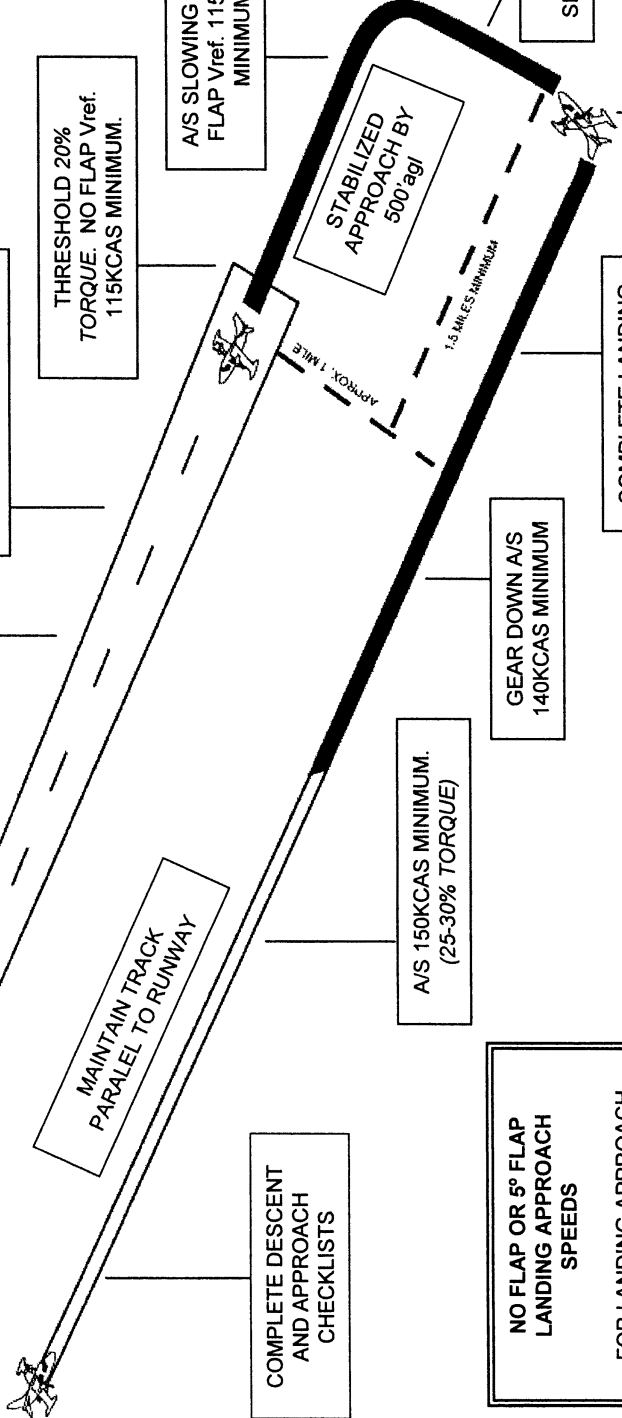 THRESHOLD 20%
TORQUE. NO FLAP Vref.
115KCAS MINIMUM.
A/S SLOWING
FLAP Vref. 115
MINIMUM
STABILIZED
APPROACH BY
500'agl
APPROX. 1 MILE
1.5 MILES MINIMUM
MAINTAIN TRACK
PARALEL TO RUNWAY
COMPLETE DESCENT
AND APPROACH
CHECKLISTS
A/S 150KCAS MINIMUM.
(25-30% TORQUE)
GEAR DOWN A/S
140KCAS MINIMUM
COMPLETE LANDING
NO FLAP OR 5º FLAP
LANDING APPROACH
SPEEDS
FOR LANDING APPROACH